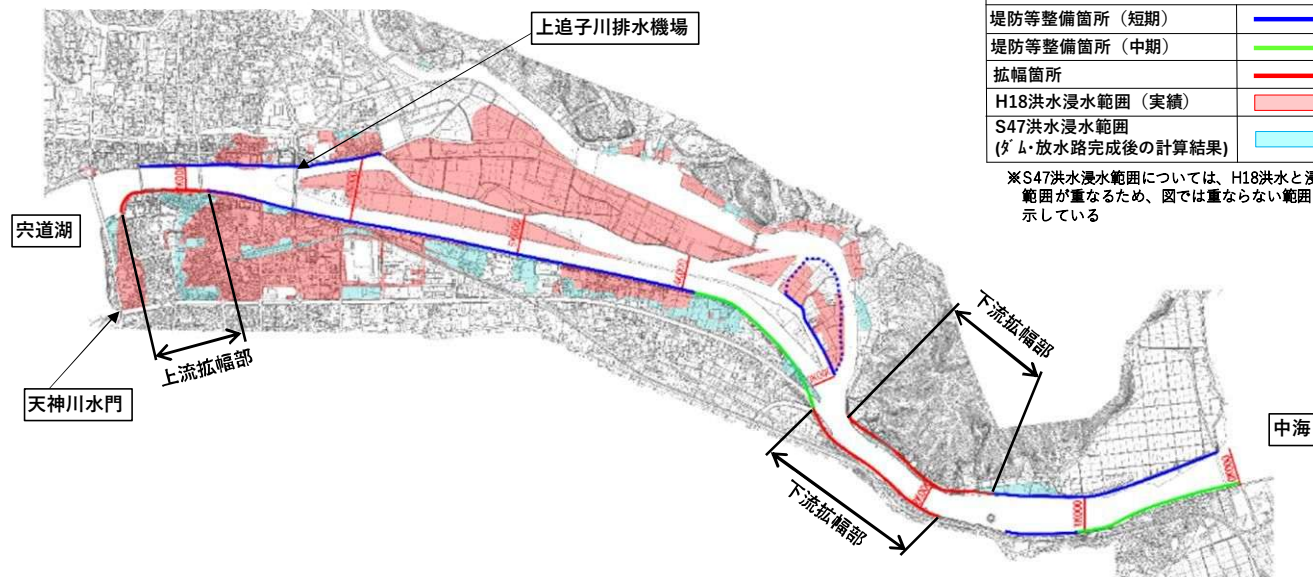 上追子川排水機場
堤防等整備箇所（短期）
堤防等整備箇所（中期）
拡幅箇所
H18洪水浸水範囲（実績）
S47洪水浸水範囲
(ダム・放水路完成後の計算結果)
※S47洪水浸水範囲については、H18洪水と浸
範囲が重なるため、図では重ならない範囲
示している
宍道湖
上流拡幅部
天神川水門
下流拡幅部
下流拡幅部
中海